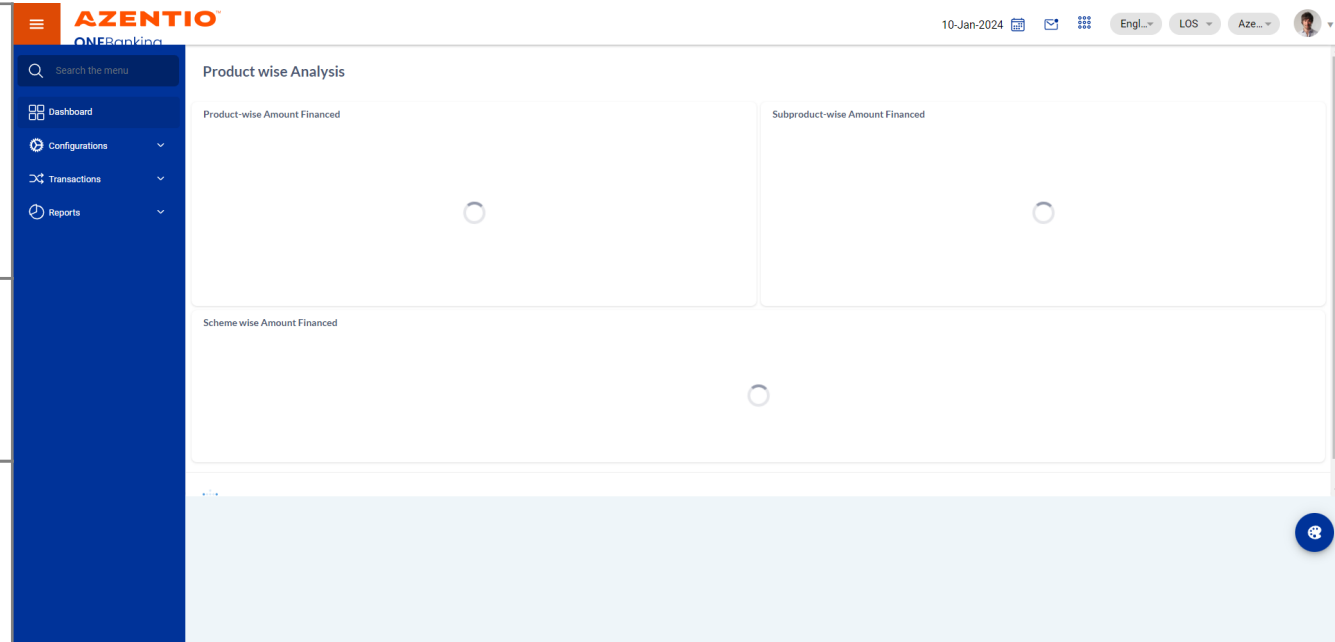 AZENTIO™
ONEBanking
10-Jan-2024
Engl...
LOS
Aze...
Search the menu
Dashboard
Configurations
Transactions
Reports
Product wise Analysis
Product-wise Amount Financed
Subproduct-wise Amount Financed
Scheme wise Amount Financed